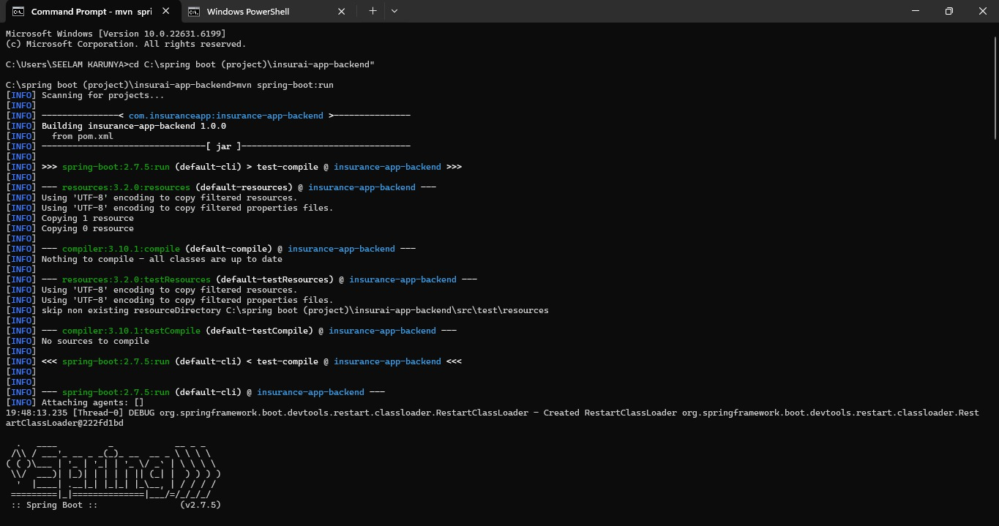 Command Prompt - mvn spri
Windows PowerShell
Microsoft Windows [Version 10.0.22631.6199]
(c) Microsoft Corporation. All rights reserved.
C:\Users\SEELAM KARUNYA>cd C:\spring boot (project)\insurai-app-backend"
C:\spring boot (project)\insurai-app-backend>mvn spring-boot:run
[INFO] Scanning for projects...
[INFO]
[INFO] ---------------< com.insuranceapp:insurance-app-backend >---------------
[INFO] Building insurance-app-backend 1.0.0
[INFO]   from pom.xml
[INFO] --------------------------------[ jar ]---------------------------------
[INFO]
[INFO] >>> spring-boot:2.7.5:run (default-cli) > test-compile @ insurance-app-backend >>>
[INFO]
[INFO] --- resources:3.2.0:resources (default-resources) @ insurance-app-backend ---
[INFO] Using 'UTF-8' encoding to copy filtered resources.
[INFO] Using 'UTF-8' encoding to copy filtered properties files.
[INFO] Copying 1 resource
[INFO] Copying 0 resource
[INFO]
[INFO] --- compiler:3.10.1:compile (default-compile) @ insurance-app-backend ---
[INFO] Nothing to compile - all classes are up to date
[INFO]
[INFO] --- resources:3.2.0:testResources (default-testResources) @ insurance-app-backend ---
[INFO] Using 'UTF-8' encoding to copy filtered resources.
[INFO] Using 'UTF-8' encoding to copy filtered properties files.
[INFO] skip non existing resourceDirectory C:\spring boot (project)\insurai-app-backend\src\test\resources
[INFO]
[INFO] --- compiler:3.10.1:testCompile (default-testCompile) @ insurance-app-backend ---
[INFO] No sources to compile
[INFO]
[INFO] <<< spring-boot:2.7.5:run (default-cli) < test-compile @ insurance-app-backend <<<
[INFO]
[INFO]
[INFO] --- spring-boot:2.7.5:run (default-cli) @ insurance-app-backend ---
[INFO] Attaching agents: []
19:48:13.235 [Thread-0] DEBUG org.springframework.boot.devtools.restart.classloader.RestartClassLoader - Created RestartClassLoader org.springframework.boot.devtools.restart.classloader.Rest
artClassLoader@222fd1bd
  .   ____          _            __ _ _
 /\\ / ___'_ __ _ _(_)_ __  __ _ \ \ \ \
( ( )\___ | '_ | '_| | '_ \/ _` | \ \ \ \
 \\/  ___)| |_)| | | | | || (_| |  ) ) ) )
  '  |____| .__|_| |_|_| |_\__, | / / / /
 =========|_|==============|___/=/_/_/_/
 :: Spring Boot ::                (v2.7.5)